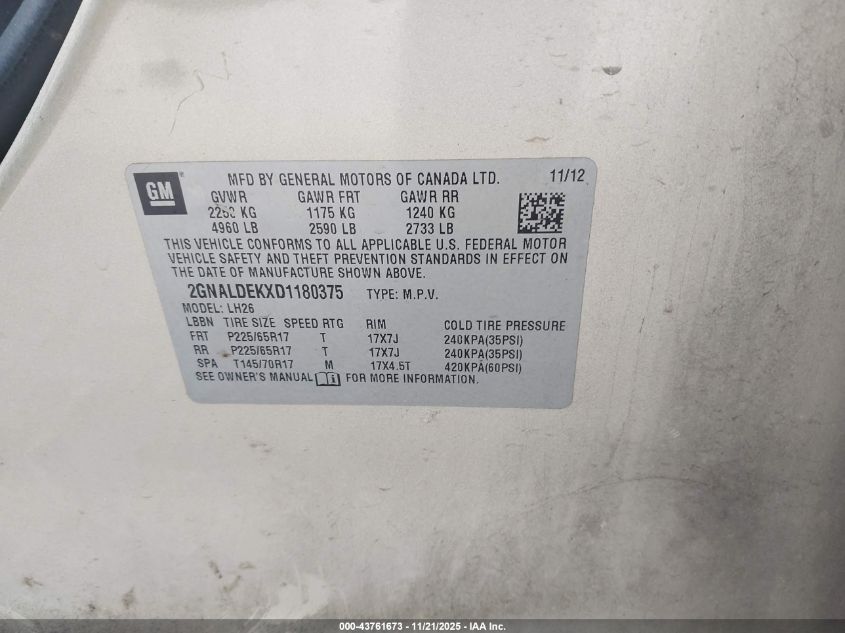 GM
MFD BY GENERAL MOTORS OF CANADA LTD. 11/12
GVWR GAWR FRT GAWR RR
2250 KG 1175 KG 1240 KG
4960 LB 2590 LB 2733 LB
THIS VEHICLE CONFORMS TO ALL APPLICABLE U.S. FEDERAL MOTOR
VEHICLE SAFETY AND THEFT PREVENTION STANDARDS IN EFFECT ON
THE DATE OF MANUFACTURE SHOWN ABOVE.
2GNALDEKXD1180375 TYPE: M.P.V.
MODEL: LH26
LBBN TIRE SIZE SPEED RTG RIM COLD TIRE PRESSURE
FRT P225/65R17 T 17X7J 240KPA(35PSI)
RR P225/65R17 T 17X7J 240KPA(35PSI)
SPA T145/70R17 M 17X4.5T 420KPA(60PSI)
SEE OWNER'S MANUAL FOR MORE INFORMATION.
000-43761673 - 11/21/2025 - IAA Inc.